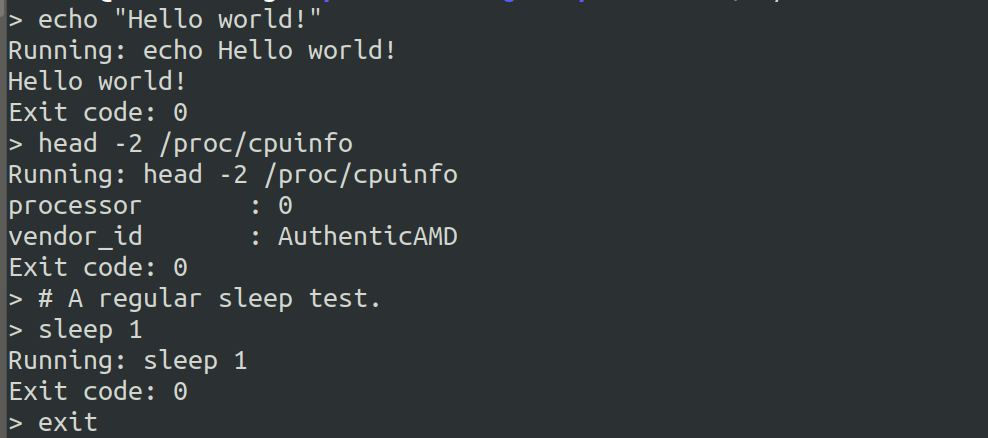 > echo "Hello world!"
Running: echo Hello world!
Hello world!
Exit code: 0
> head -2 /proc/cpuinfo
Running: head -2 /proc/cpuinfo
processor       : 0
vendor_id       : AuthenticAMD
Exit code: 0
> # A regular sleep test.
> sleep 1
Running: sleep 1
Exit code: 0
> exit